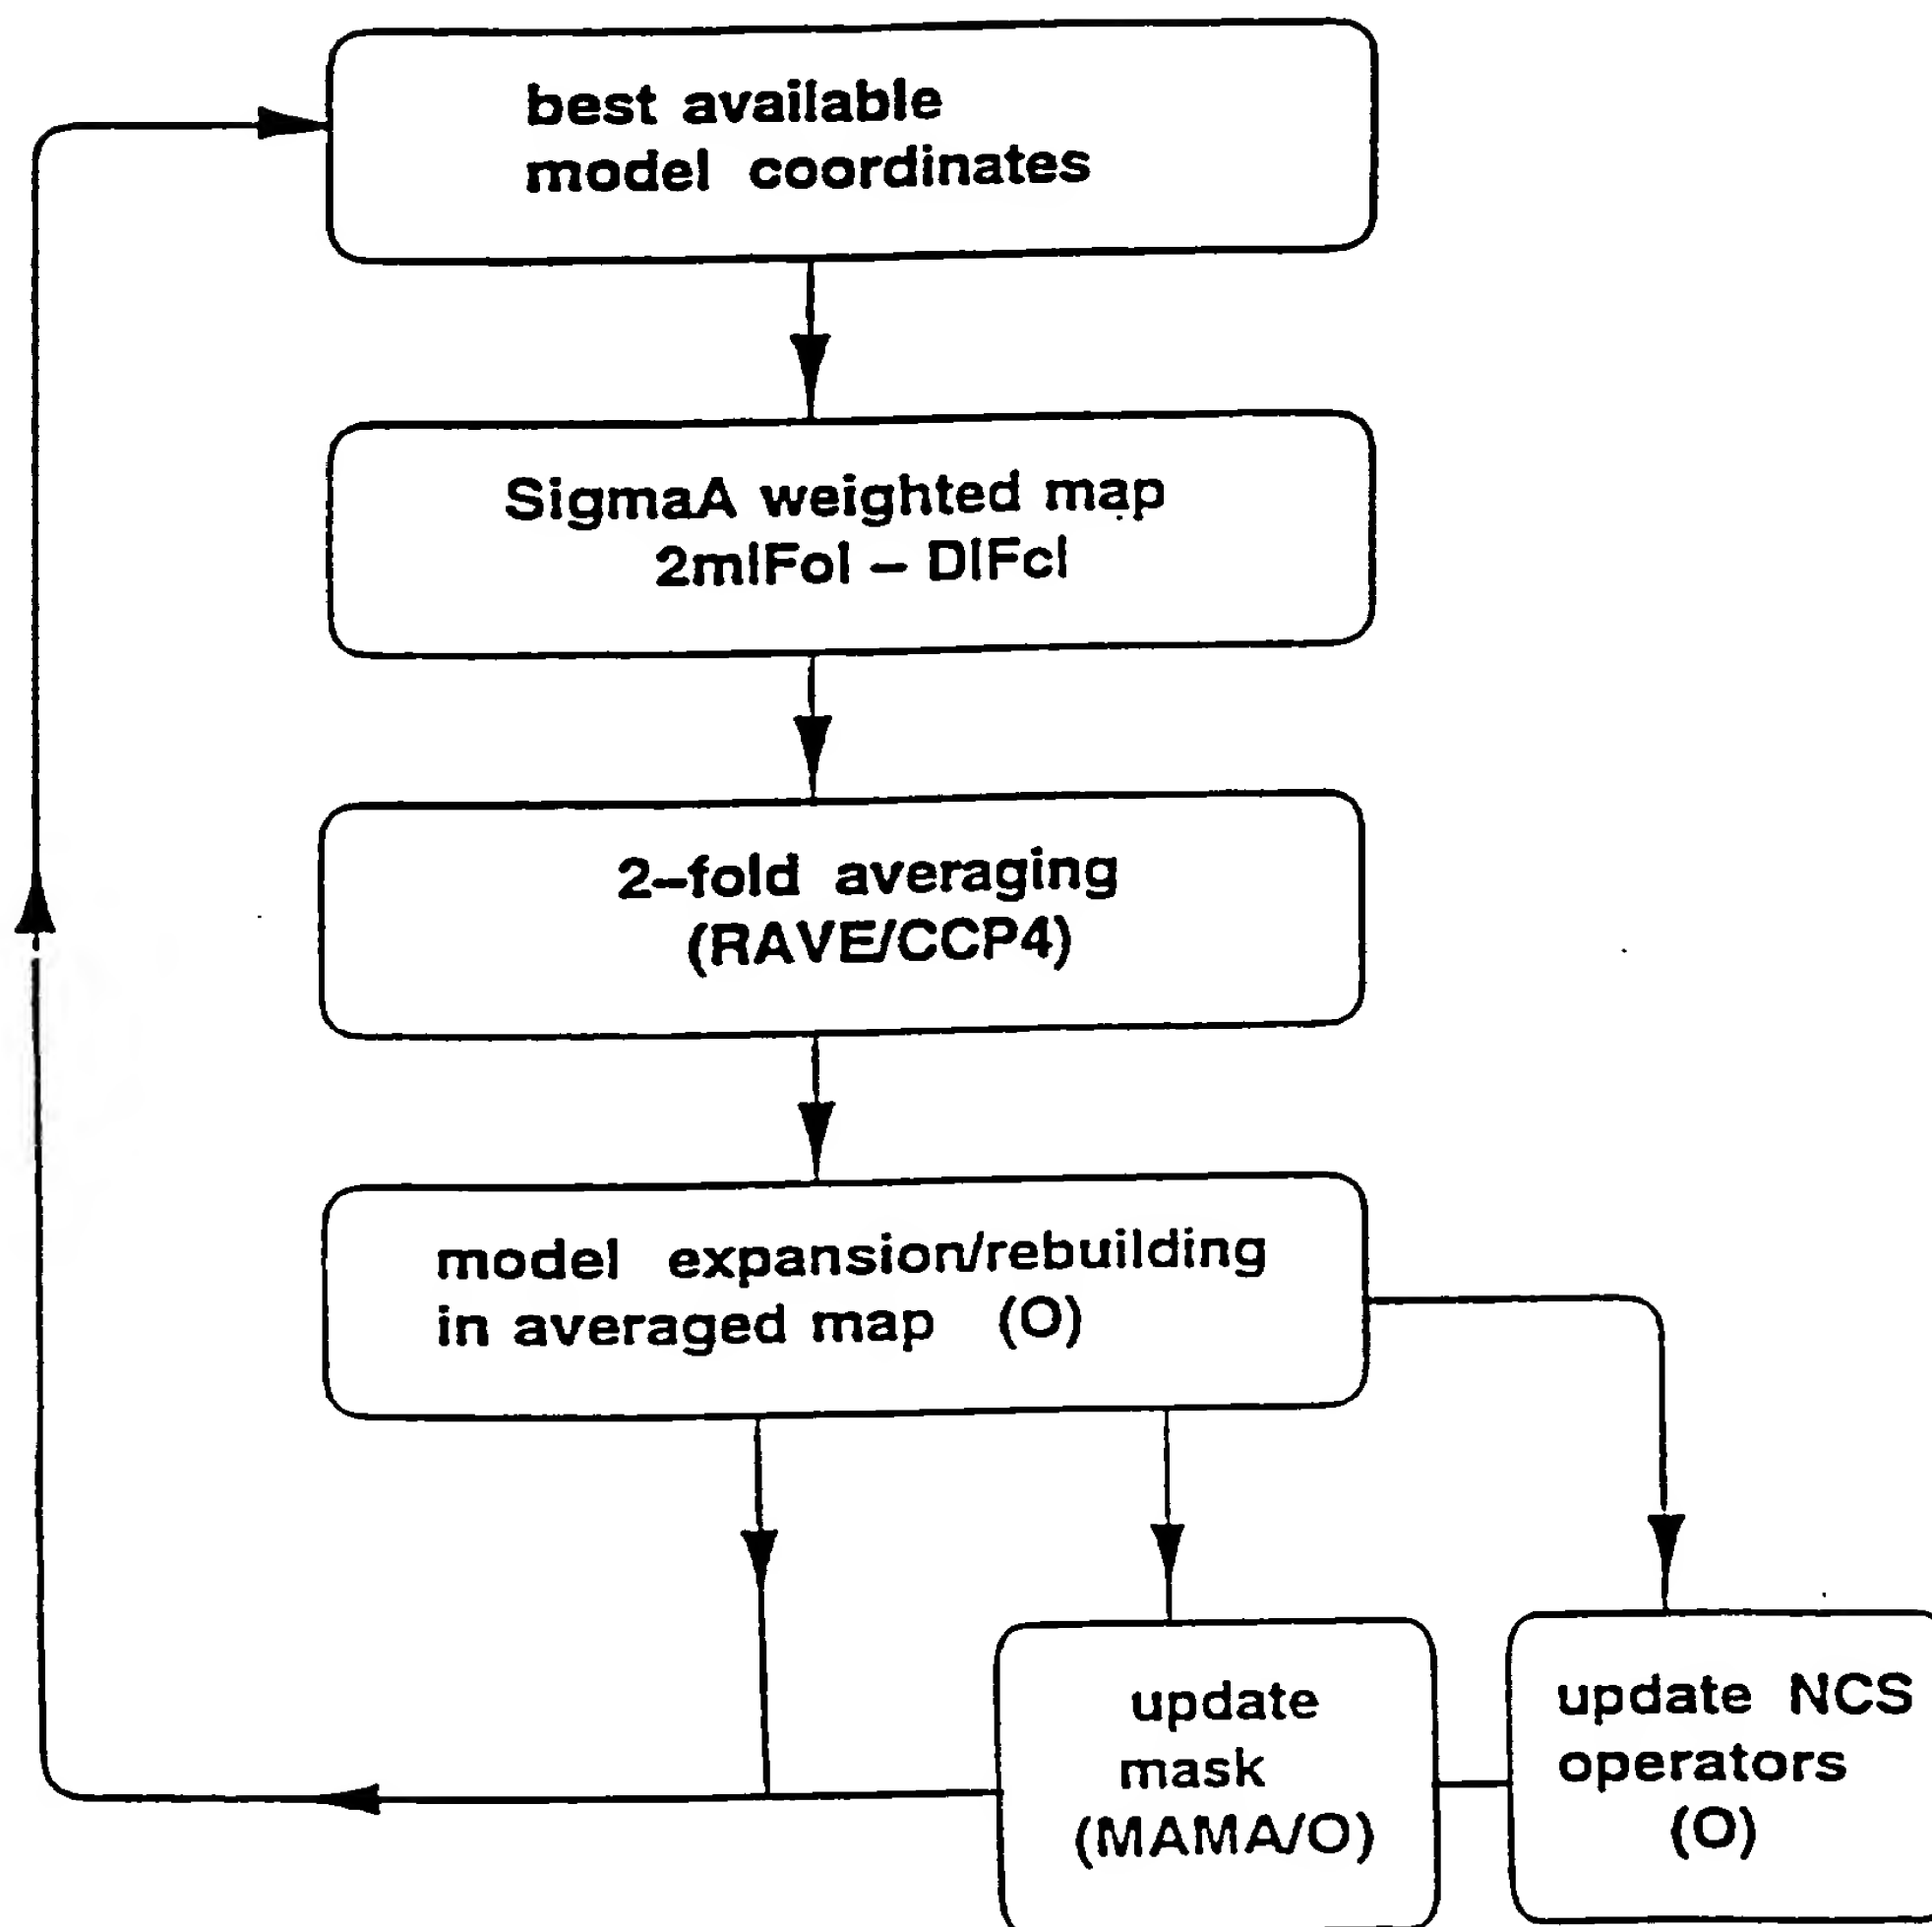 best available
model coordinates
SigmaA weighted map
2m|Fo| – D|Fc|
2–fold averaging
(RAVE/CCP4)
model expansion/rebuilding
in averaged map (O)
update
mask
(MAMA/O)
update NCS
operators
(O)